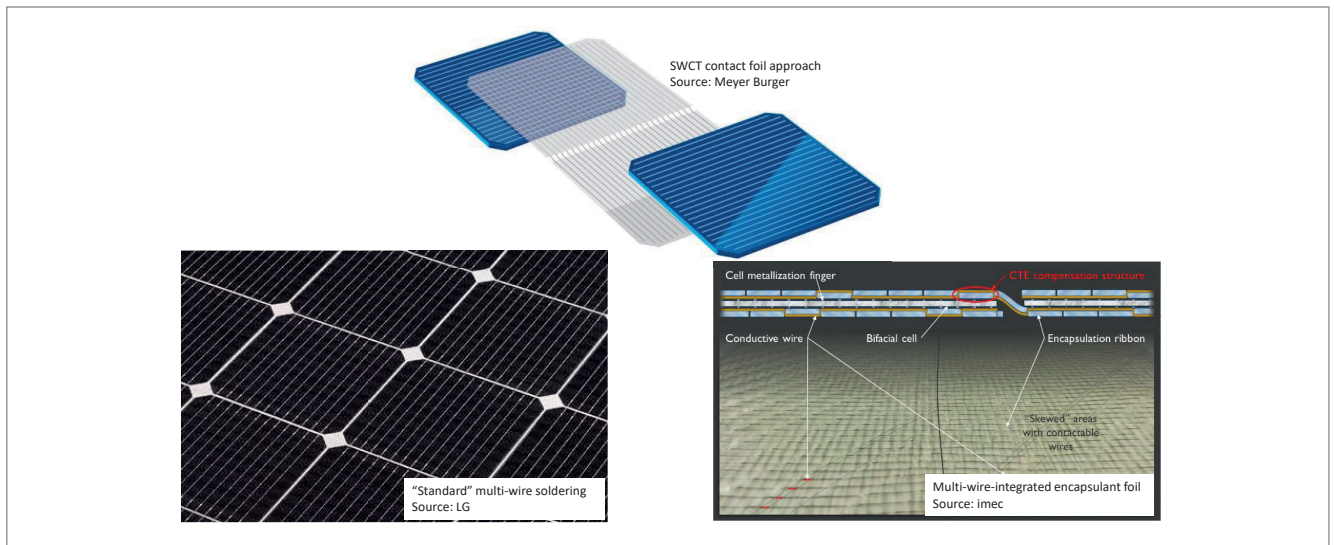 SWCT contact foil approach
Source: Meyer Burger
Cell metallization finger
CTE compensation structure
Conductive wire
Bifacial cell
Encapsulation ribbon
"Skewed" areas
with contactable
wires
"Standard" multi-wire soldering
Source: LG
Multi-wire-integrated encapsulant foil
Source: imec